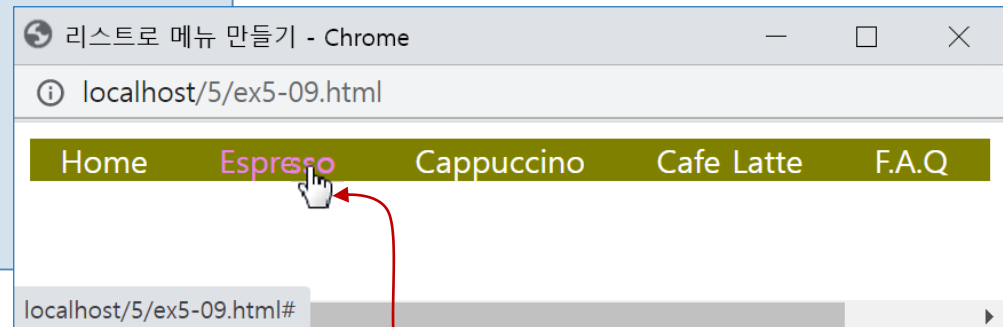 리스트로 메뉴 만들기 - Chrome
localhost/5/ex5-09.html
Home Espresso Cappuccino Cafe Latte F.A.Q
localhost/5/ex5-09.html#